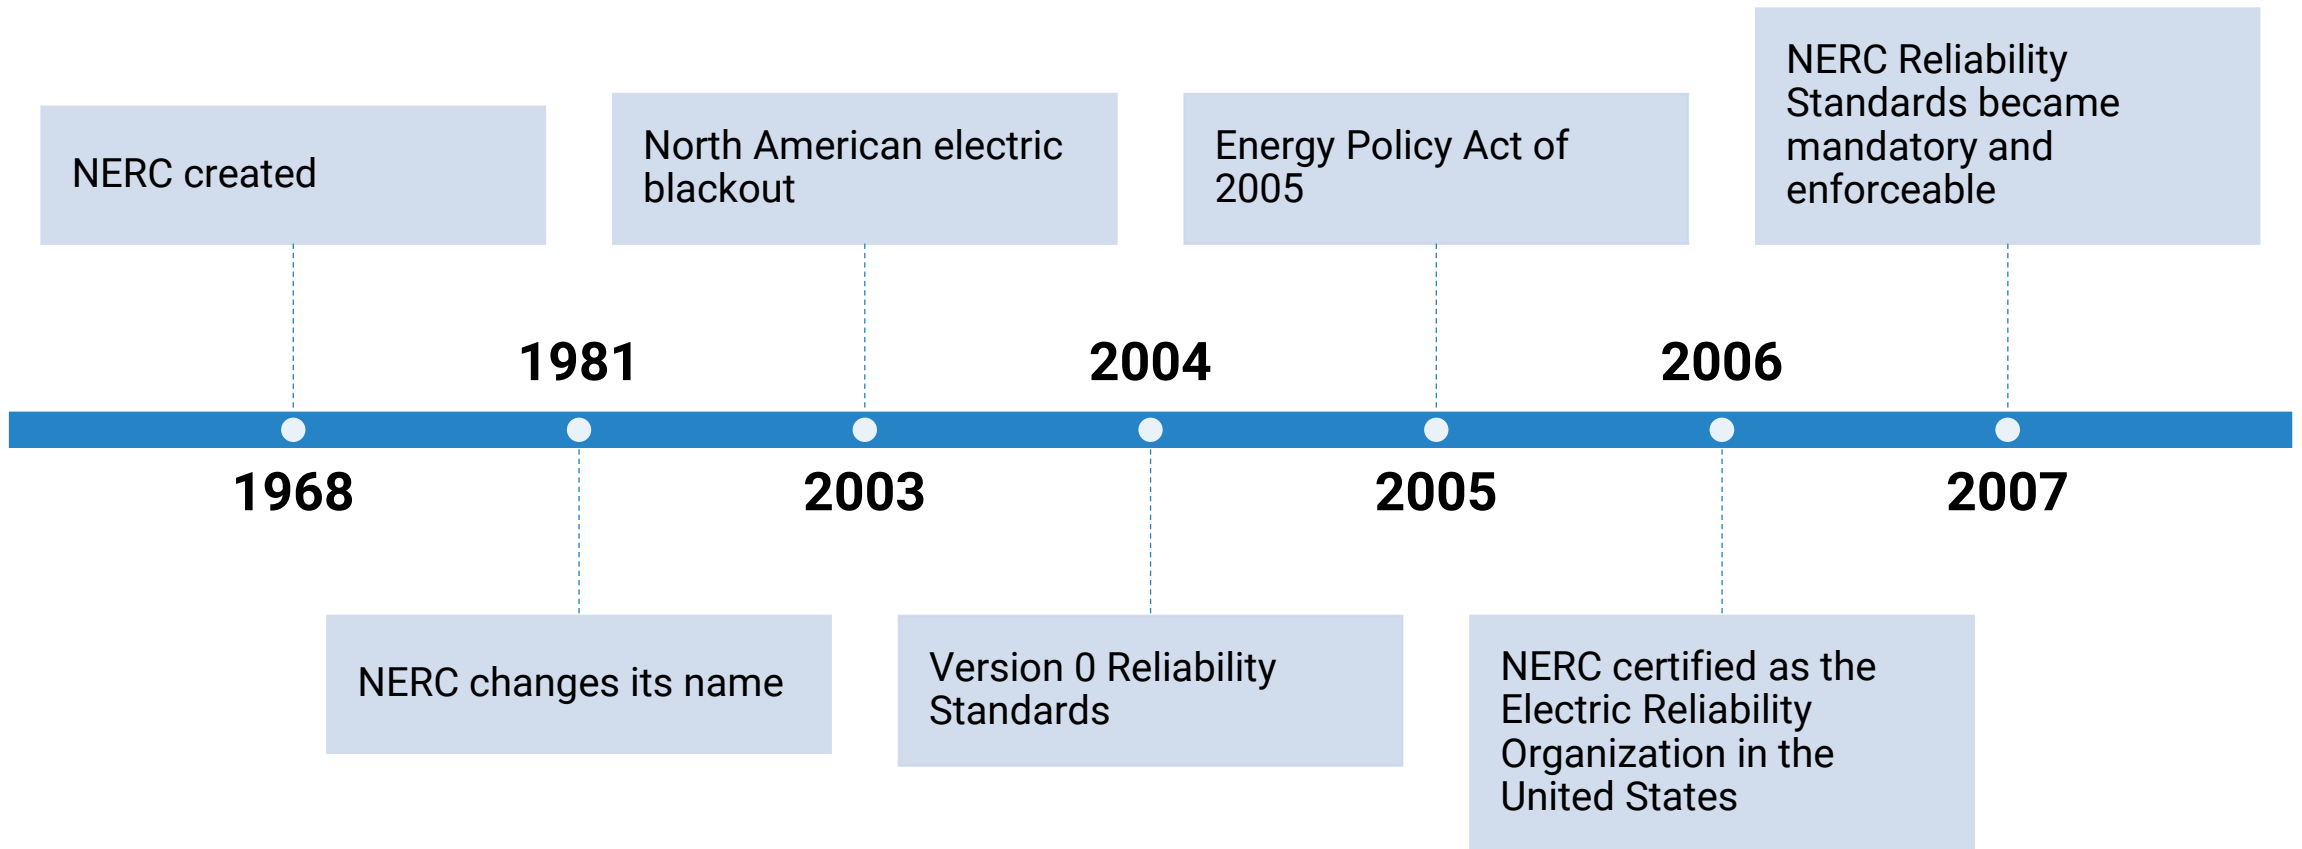 NERC created
North American electric
blackout
Energy Policy Act of
2005
NERC Reliability
Standards became
mandatory and
enforceable
1981
2004
2006
1968
2003
2005
2007
NERC changes its name
Version 0 Reliability
Standards
NERC certified as the
Electric Reliability
Organization in the
United States